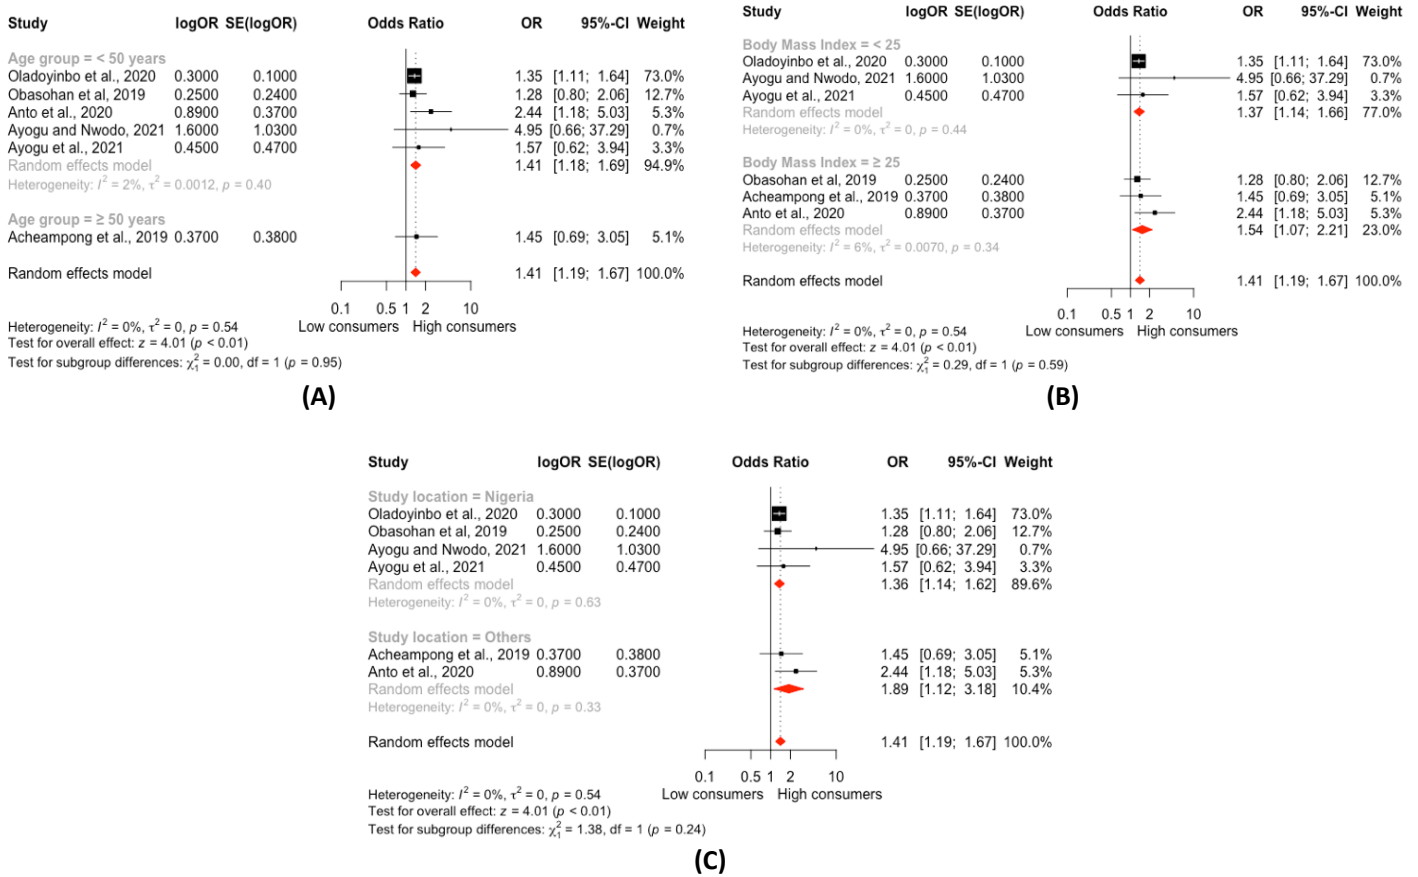 Study logOR SE(logOR) Odds Ratio OR 95%-CI Weight
Age group = < 50 years
Oladoyinbo et al., 2020 0.3000 0.1000 1.35 [1.11; 1.64] 73.0%
Obasohan et al, 2019 0.2500 0.2400 1.28 [0.80; 2.06] 12.7%
Anto et al., 2020 0.8900 0.3700 2.44 [1.18; 5.03] 5.3%
Ayogu and Nwodo, 2021 1.6000 1.0300 4.95 [0.66; 37.29] 0.7%
Ayogu et al., 2021 0.4500 0.4700 1.57 [0.62; 3.94] 3.3%
Random effects model 1.41 [1.18; 1.69] 94.9%
Heterogeneity: I² = 2%, τ² = 0.0012, p = 0.40
Age group = ≥ 50 years
Acheampong et al., 2019 0.3700 0.3800 1.45 [0.69; 3.05] 5.1%
Random effects model 1.41 [1.19; 1.67] 100.0%
0.1 0.5 1 2 10
Low consumers High consumers
Heterogeneity: I² = 0%, τ² = 0, p = 0.54
Test for overall effect: z = 4.01 (p < 0.01)
Test for subgroup differences: χ²₁ = 0.00, df = 1 (p = 0.95)
(A)
Study logOR SE(logOR) Odds Ratio OR 95%-CI Weight
Body Mass Index = < 25
Oladoyinbo et al., 2020 0.3000 0.1000 1.35 [1.11; 1.64] 73.0%
Ayogu and Nwodo, 2021 1.6000 1.0300 4.95 [0.66; 37.29] 0.7%
Ayogu et al., 2021 0.4500 0.4700 1.57 [0.62; 3.94] 3.3%
Random effects model 1.37 [1.14; 1.66] 77.0%
Heterogeneity: I² = 0%, τ² = 0, p = 0.44
Body Mass Index = ≥ 25
Obasohan et al, 2019 0.2500 0.2400 1.28 [0.80; 2.06] 12.7%
Acheampong et al., 2019 0.3700 0.3800 1.45 [0.69; 3.05] 5.1%
Anto et al., 2020 0.8900 0.3700 2.44 [1.18; 5.03] 5.3%
Random effects model 1.54 [1.07; 2.21] 23.0%
Heterogeneity: I² = 6%, τ² = 0.0070, p = 0.34
Random effects model 1.41 [1.19; 1.67] 100.0%
0.1 0.5 1 2 10
Low consumers High consumers
Heterogeneity: I² = 0%, τ² = 0, p = 0.54
Test for overall effect: z = 4.01 (p < 0.01)
Test for subgroup differences: χ²₁ = 0.29, df = 1 (p = 0.59)
(B)
Study logOR SE(logOR) Odds Ratio OR 95%-CI Weight
Study location = Nigeria
Oladoyinbo et al., 2020 0.3000 0.1000 1.35 [1.11; 1.64] 73.0%
Obasohan et al, 2019 0.2500 0.2400 1.28 [0.80; 2.06] 12.7%
Ayogu and Nwodo, 2021 1.6000 1.0300 4.95 [0.66; 37.29] 0.7%
Ayogu et al., 2021 0.4500 0.4700 1.57 [0.62; 3.94] 3.3%
Random effects model 1.36 [1.14; 1.62] 89.6%
Heterogeneity: I² = 0%, τ² = 0, p = 0.63
Study location = Others
Acheampong et al., 2019 0.3700 0.3800 1.45 [0.69; 3.05] 5.1%
Anto et al., 2020 0.8900 0.3700 2.44 [1.18; 5.03] 5.3%
Random effects model 1.89 [1.12; 3.18] 10.4%
Heterogeneity: I² = 0%, τ² = 0, p = 0.33
Random effects model 1.41 [1.19; 1.67] 100.0%
0.1 0.5 1 2 10
Low consumers High consumers
Heterogeneity: I² = 0%, τ² = 0, p = 0.54
Test for overall effect: z = 4.01 (p < 0.01)
Test for subgroup differences: χ²₁ = 1.38, df = 1 (p = 0.24)
(C)